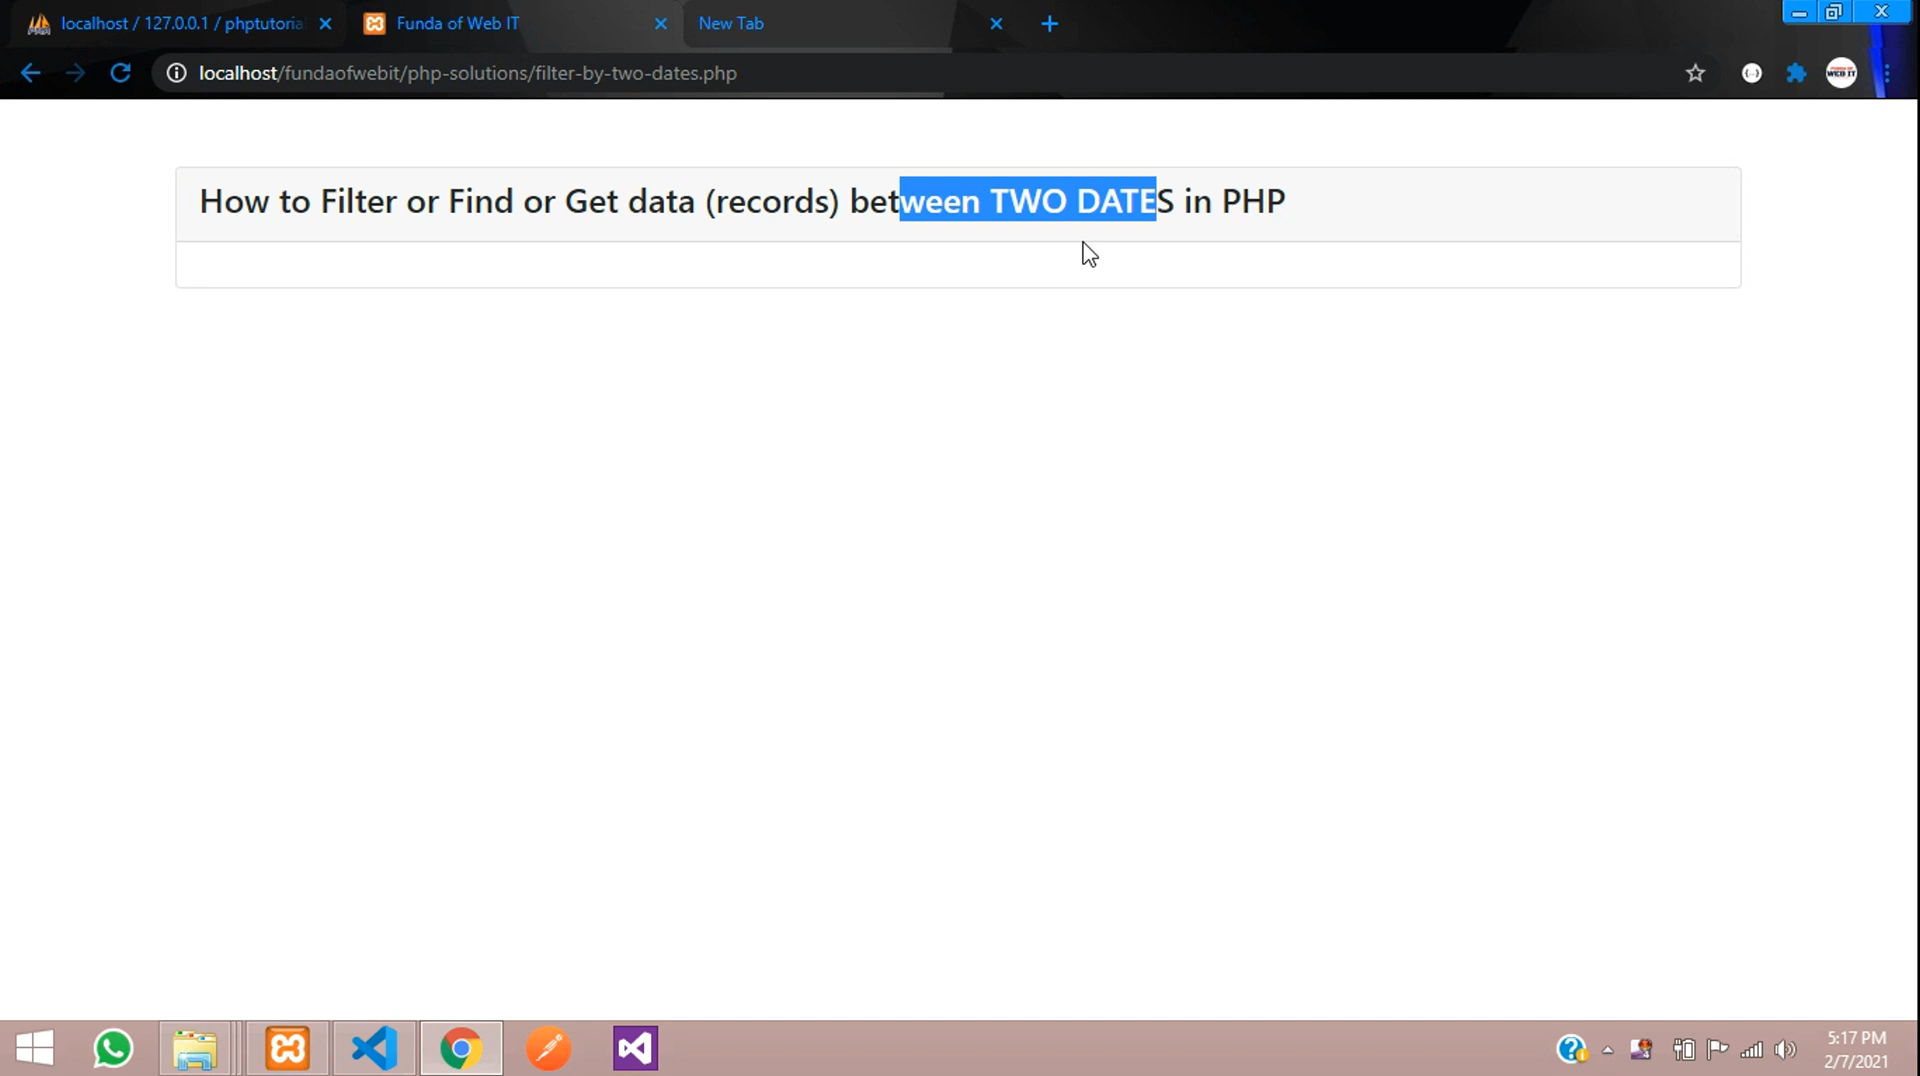 localhost / 127.0.0.1 / phptutoria
Funda of Web IT
New Tab
localhost/fundaofwebit/php-solutions/filter-by-two-dates.php
WEB IT
How to Filter or Find or Get data (records) between TWO DATES in PHP
5:17 PM
2/7/2021